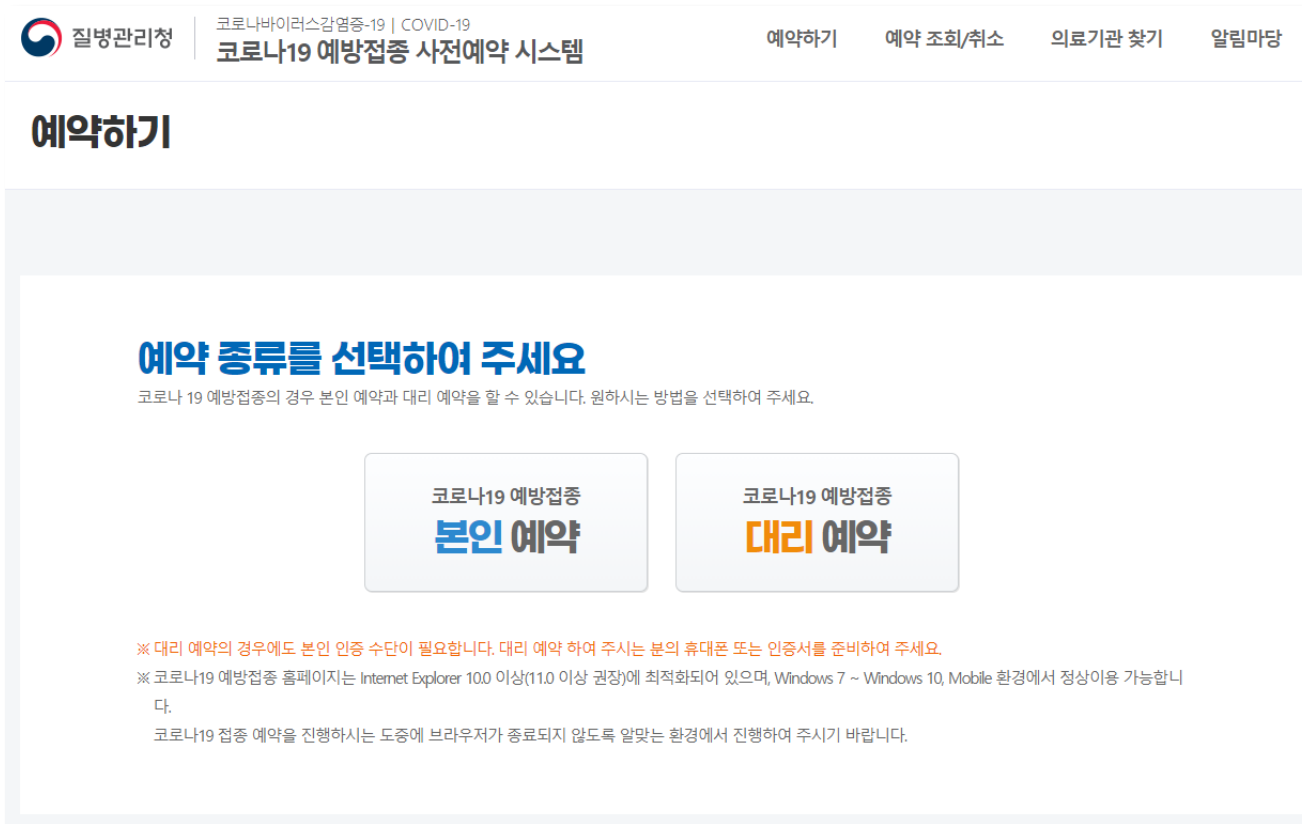 질병관리청
코로나바이러스감염증-19 | COVID-19
코로나19 예방접종 사전예약 시스템
예약하기 예약 조회/취소 의료기관 찾기 알림마당
예약하기
예약 종류를 선택하여 주세요
코로나 19 예방접종의 경우 본인 예약과 대리 예약을 할 수 있습니다. 원하시는 방법을 선택하여 주세요.
코로나19 예방접종
본인 예약
코로나19 예방접종
대리 예약
※ 대리 예약의 경우에도 본인 인증 수단이 필요합니다. 대리 예약 하여 주시는 분의 휴대폰 또는 인증서를 준비하여 주세요.
※ 코로나19 예방접종 홈페이지는 Internet Explorer 10.0 이상(11.0 이상 권장)에 최적화되어 있으며, Windows 7 ~ Windows 10, Mobile 환경에서 정상이용 가능합니
다.
코로나19 접종 예약을 진행하시는 도중에 브라우저가 종료되지 않도록 알맞는 환경에서 진행하여 주시기 바랍니다.